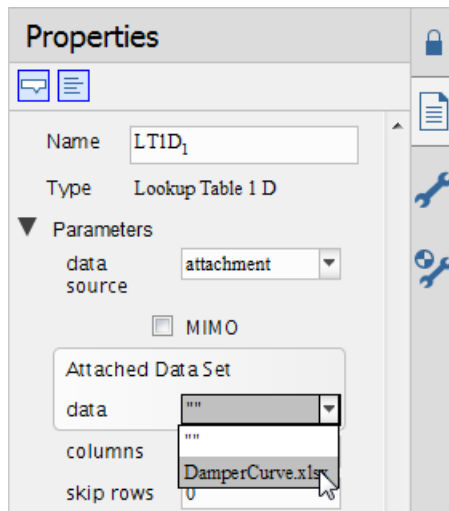 Properties
Name LT1D1
Type Lookup Table 1 D
Parameters
data source attachment
MIMO
Attached Data Set
data ""
""
columns
DamperCurve.xlsx
skip rows 0